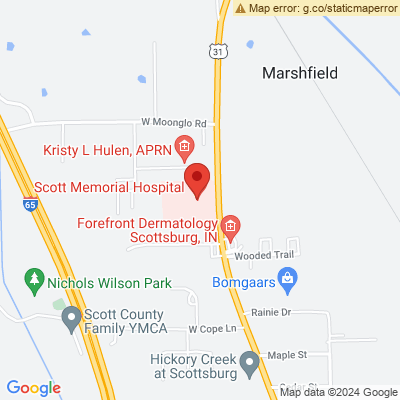 Map error: g.co/staticmaperror
31
Marshfield
W Moonglo Rd
Kristy L Hulen, APRN
Scott Memorial Hospital
65
Forefront Dermatology
Scottsburg, IN
Wooded Trail
Nichols Wilson Park
Bomgaars
Scott County
Family YMCA
Rainie Dr
W Cope Ln
Hickory Creek
at Scottsburg
Maple St
Google
Map data ©2024 Google